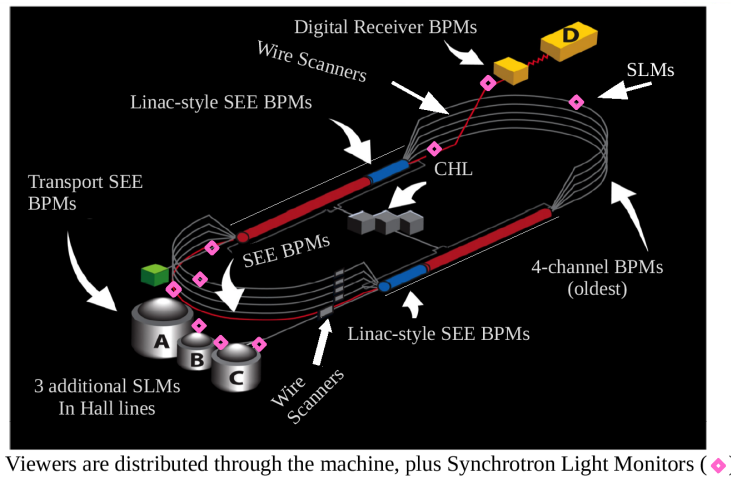 Digital Receiver BPMs
D
Wire Scanners
SLMs
Linac-style SEE BPMs
CHL
Transport SEE
BPMs
SEE BPMs
4-channel BPMs
(oldest)
A
B
C
Linac-style SEE BPMs
3 additional SLMs
In Hall lines
Wire
Scanners
Viewers are distributed through the machine, plus Synchrotron Light Monitors ( )